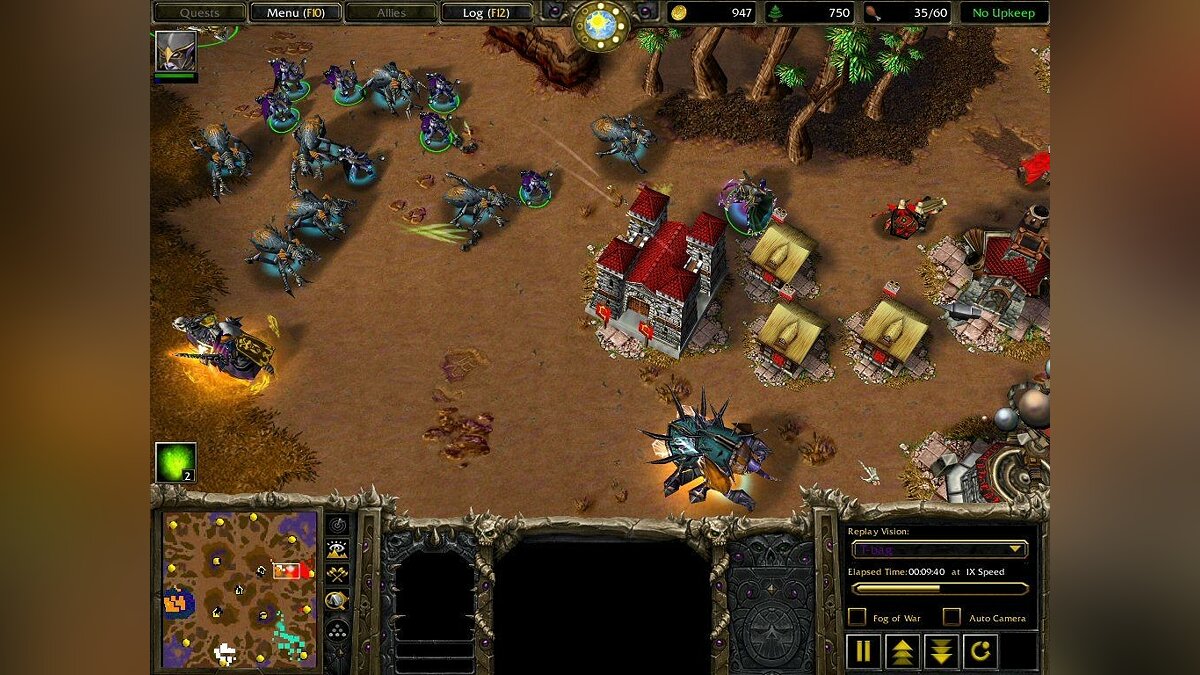 Quests Menu (F10) Allies Log (F12) 947 750 35/60 No Upkeep
2
Replay Vision:
T-bag
Elapsed Time: 00:09:40 at 1X Speed
Fog of War Auto Camera